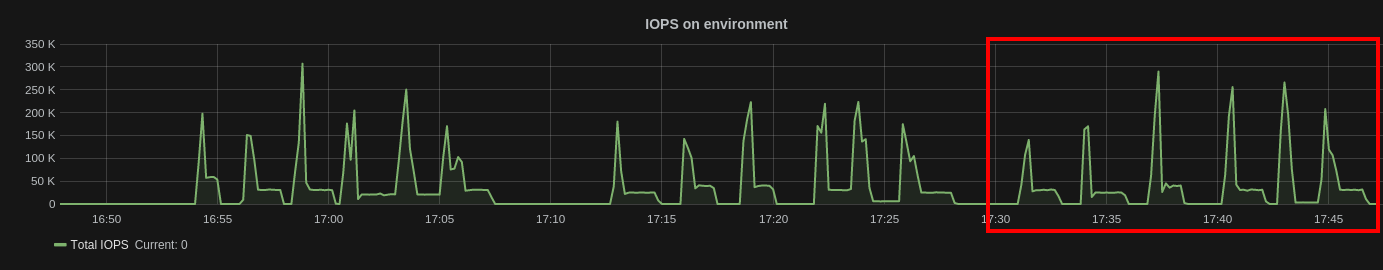 IOPS on environment
350 K
300 K
250 K
200 K
150 K
100 K
50 K
0
16:50 16:55 17:00 17:05 17:10 17:15 17:20 17:25 17:30 17:35 17:40 17:45
Total IOPS Current: 0